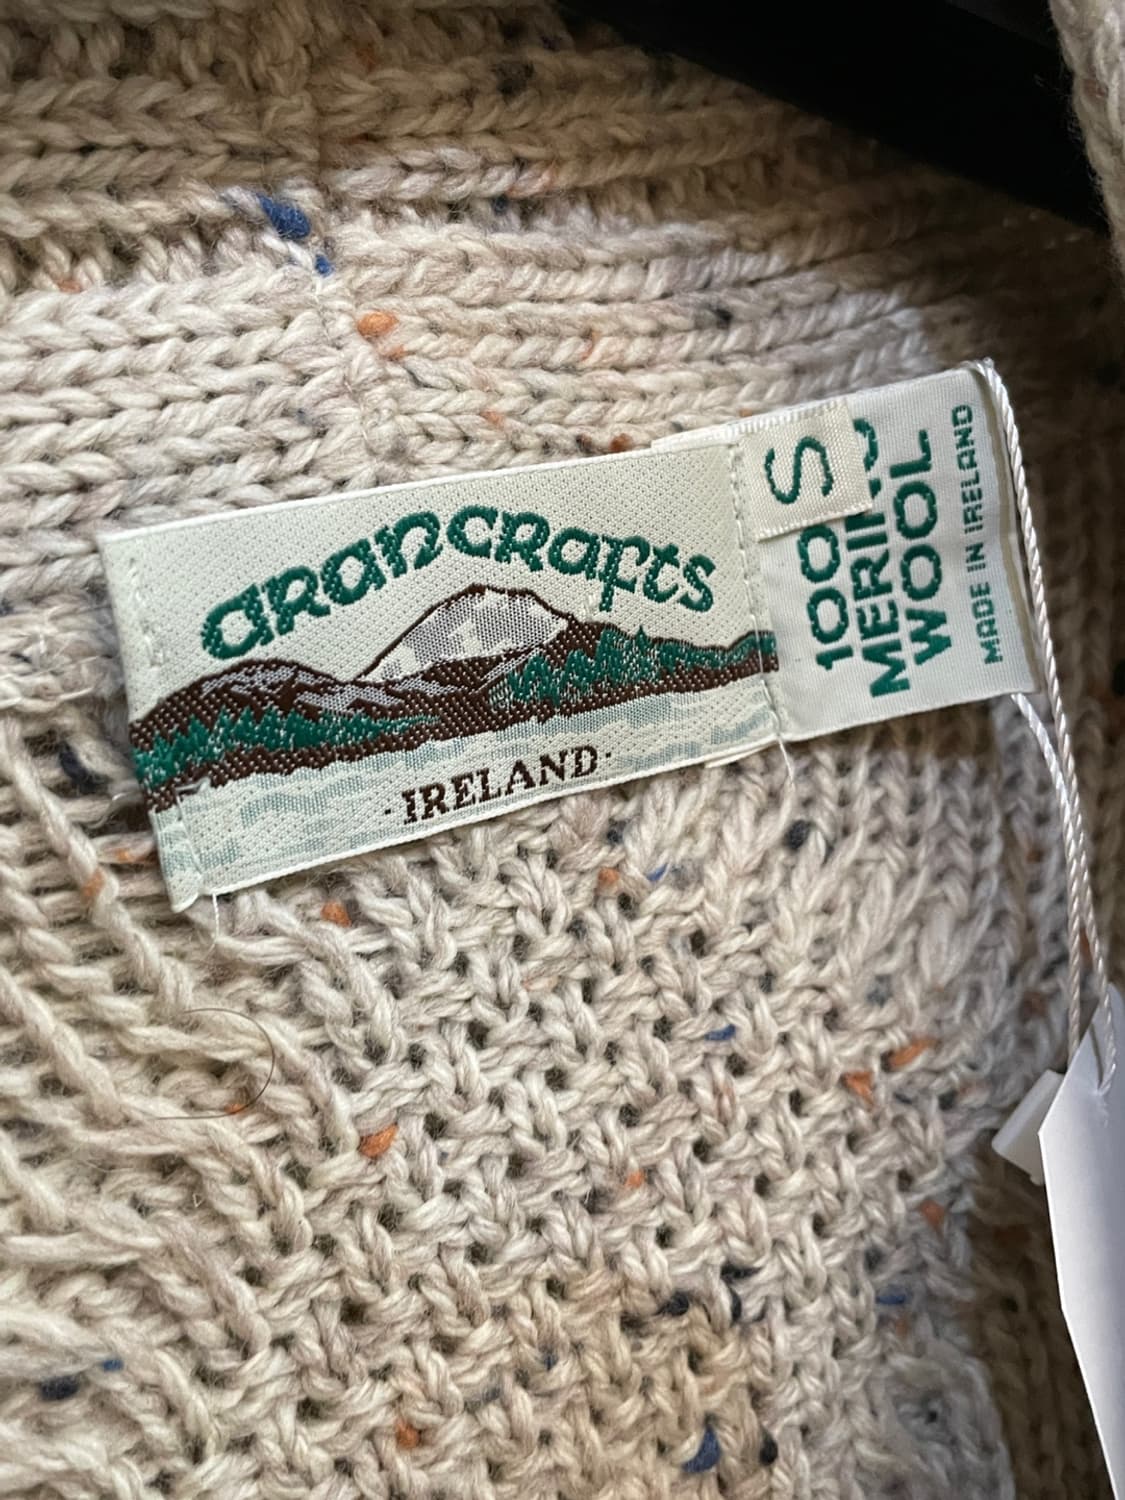 arancrafts
·IRELAND·
S
100
MERINO
WOOL
MADE IN IRELAND